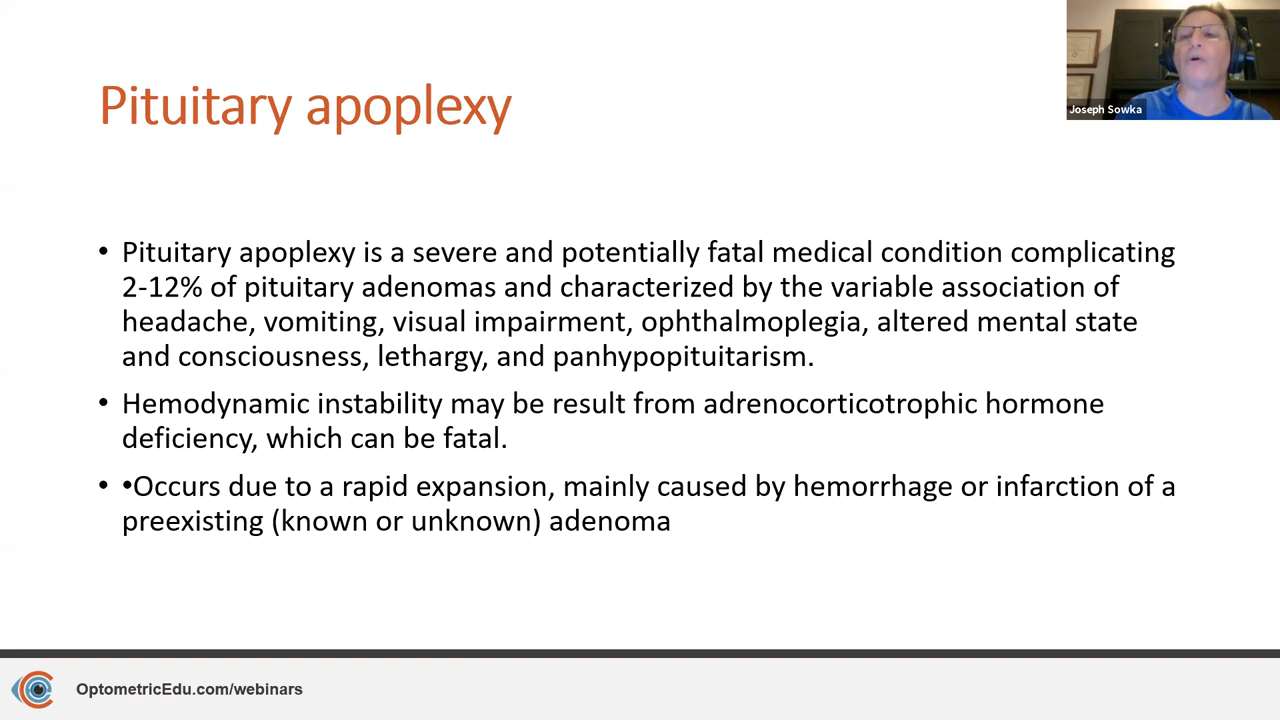 Pituitary apoplexy
Joseph Sowka
• Pituitary apoplexy is a severe and potentially fatal medical condition complicating
2-12% of pituitary adenomas and characterized by the variable association of
headache, vomiting, visual impairment, ophthalmoplegia, altered mental state
and consciousness, lethargy, and panhypopituitarism.
• Hemodynamic instability may be result from adrenocorticotrophic hormone
deficiency, which can be fatal.
• •Occurs due to a rapid expansion, mainly caused by hemorrhage or infarction of a
preexisting (known or unknown) adenoma
OptometricEdu.com/webinars